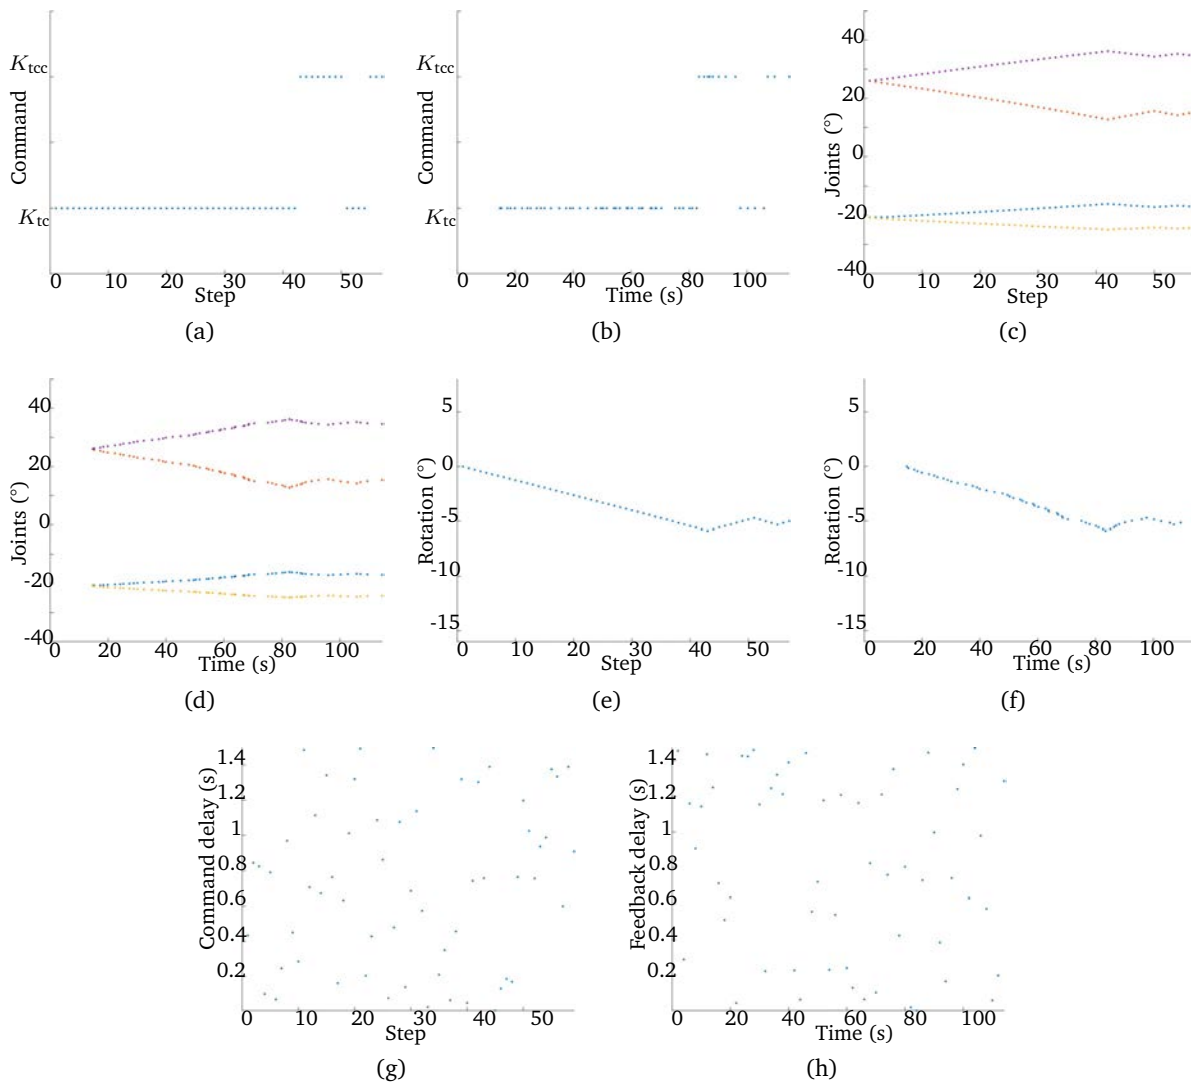 K_tcc
Command
K_tc
0 10 20 30 40 50
Step
(a)
K_tcc
Command
K_tc
0 20 40 60 80 100
Time (s)
(b)
40
20
0
-20
-40
Joints (°)
0 10 20 30 40 50
Step
(c)
40
20
0
-20
-40
Joints (°)
0 20 40 60 80 100
Time (s)
(d)
5
0
-5
-10
-15
Rotation (°)
0 10 20 30 40 50
Step
(e)
5
0
-5
-10
-15
Rotation (°)
0 20 40 60 80 100
Time (s)
(f)
1.4
1.2
1
0.8
0.6
0.4
0.2
Command delay (s)
0 10 20 30 40 50
Step
(g)
1.4
1.2
1
0.8
0.6
0.4
0.2
Feedback delay (s)
0 20 40 60 80 100
Time (s)
(h)